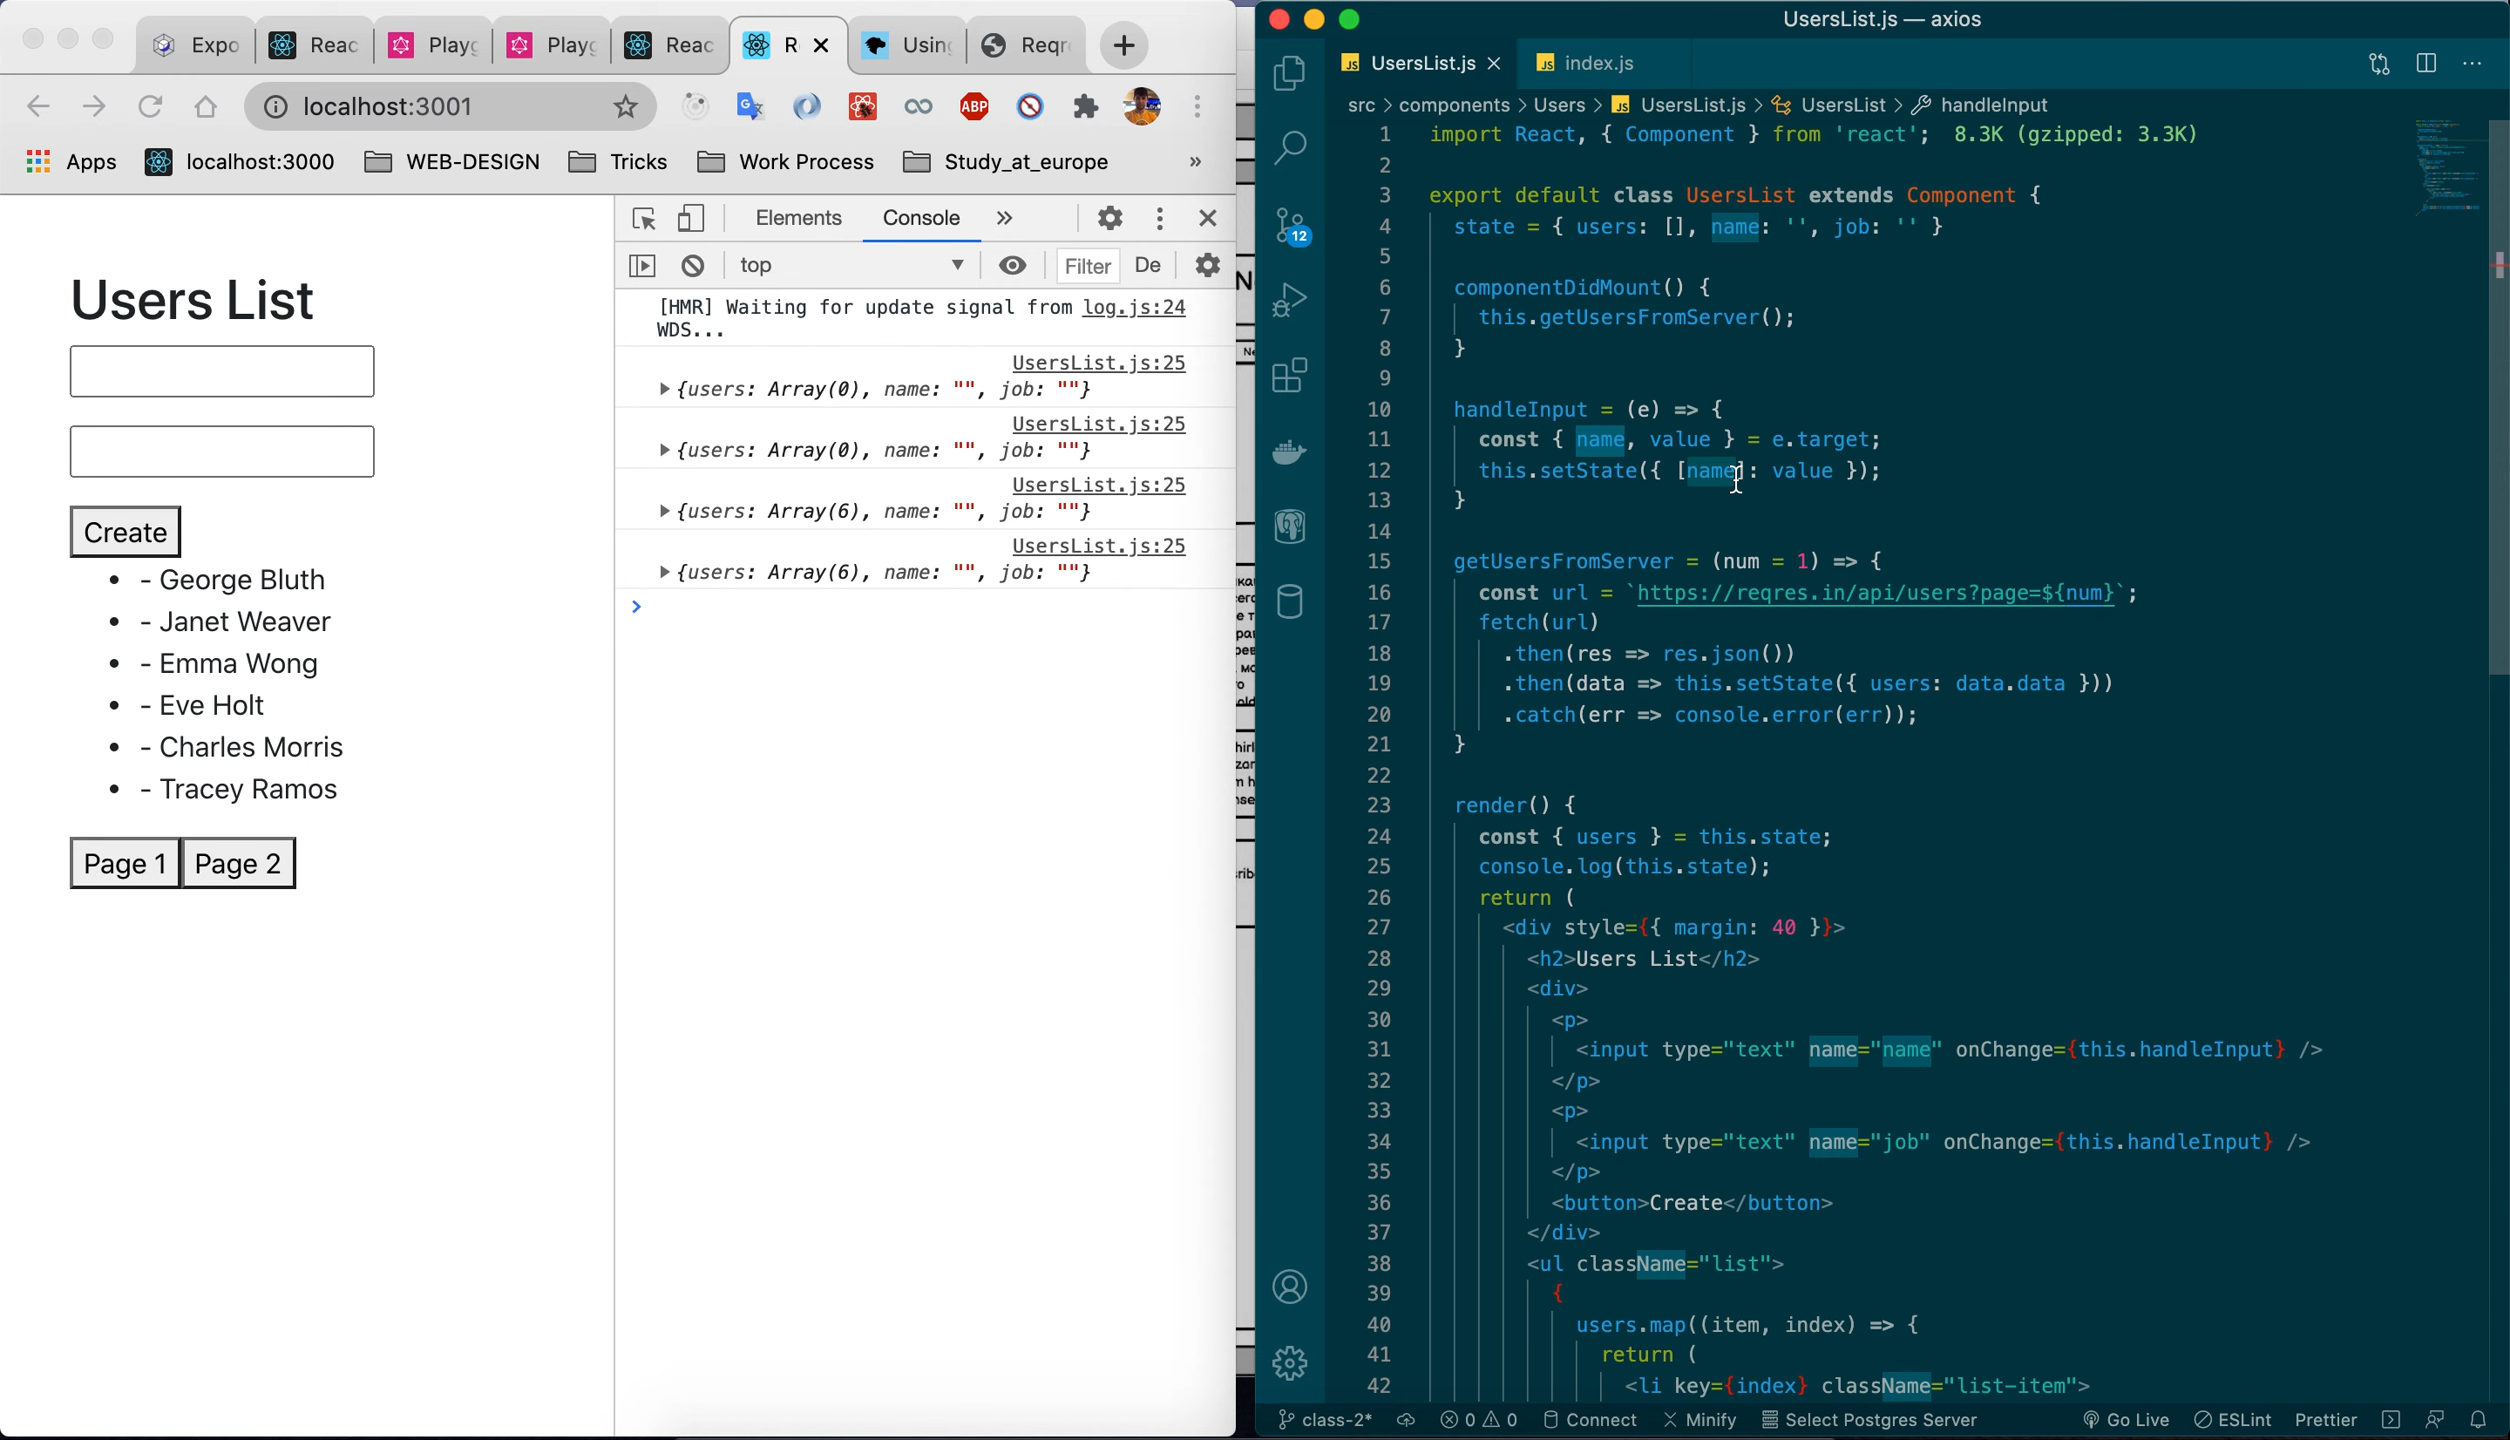 Expo
Reac
Playg
Playg
Reac
R
Using
Reqr
localhost:3001
ABP
Apps
localhost:3000
WEB-DESIGN
Tricks
Work Process
Study_at_europe
»
Users List
Create
- George Bluth
- Janet Weaver
- Emma Wong
- Eve Holt
- Charles Morris
- Tracey Ramos
Page 1
Page 2
Elements
Console
»
top
Filter
De
[HMR] Waiting for update signal from log.js:24
WDS...
UsersList.js:25
{users: Array(0), name: "", job: ""}
UsersList.js:25
{users: Array(0), name: "", job: ""}
UsersList.js:25
{users: Array(6), name: "", job: ""}
UsersList.js:25
{users: Array(6), name: "", job: ""}
UsersList.js — axios
JS UsersList.js
JS index.js
12
src > components > Users > JS UsersList.js > UsersList > handleInput
1 import React, { Component } from 'react'; 8.3K (gzipped: 3.3K)
2
3 export default class UsersList extends Component {
4 state = { users: [], name: '', job: '' }
5
6 componentDidMount() {
7 this.getUsersFromServer();
8 }
9
10 handleInput = (e) => {
11 const { name, value } = e.target;
12 this.setState({ [name]: value });
13 }
14
15 getUsersFromServer = (num = 1) => {
16 const url = `https://reqres.in/api/users?page=${num}`;
17 fetch(url)
18 .then(res => res.json())
19 .then(data => this.setState({ users: data.data }))
20 .catch(err => console.error(err));
21 }
22
23 render() {
24 const { users } = this.state;
25 console.log(this.state);
26 return (
27 <div style={{ margin: 40 }}>
28 <h2>Users List</h2>
29 <div>
30 <p>
31 <input type="text" name="name" onChange={this.handleInput} />
32 </p>
33 <p>
34 <input type="text" name="job" onChange={this.handleInput} />
35 </p>
36 <button>Create</button>
37 </div>
38 <ul className="list">
39 {
40 users.map((item, index) => {
41 return (
42 <li key={index} className="list-item">
class-2*
0
0
Connect
Minify
Select Postgres Server
Go Live
ESLint
Prettier